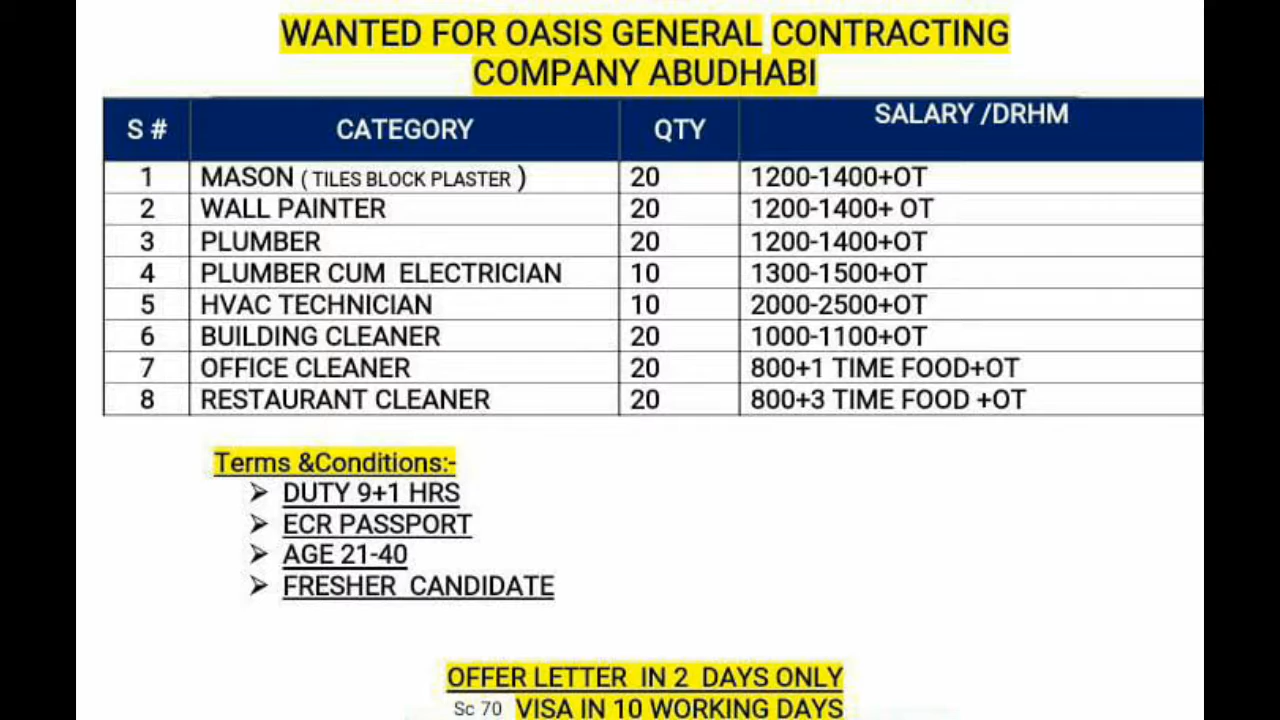 WANTED FOR OASIS GENERAL CONTRACTING
COMPANY ABUDHABI
S # CATEGORY QTY SALARY /DRHM
1 MASON ( TILES BLOCK PLASTER ) 20 1200-1400+OT
2 WALL PAINTER 20 1200-1400+ OT
3 PLUMBER 20 1200-1400+OT
4 PLUMBER CUM ELECTRICIAN 10 1300-1500+OT
5 HVAC TECHNICIAN 10 2000-2500+OT
6 BUILDING CLEANER 20 1000-1100+OT
7 OFFICE CLEANER 20 800+1 TIME FOOD+OT
8 RESTAURANT CLEANER 20 800+3 TIME FOOD +OT
Terms &Conditions:-
➢ DUTY 9+1 HRS
➢ ECR PASSPORT
➢ AGE 21-40
➢ FRESHER CANDIDATE
OFFER LETTER IN 2 DAYS ONLY
Sc 70 VISA IN 10 WORKING DAYS